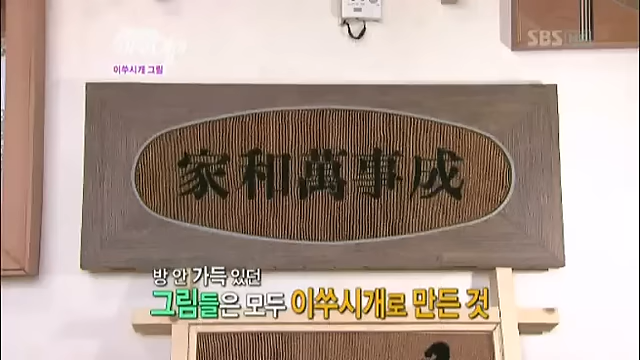 SBS
이쑤시개 그림
家和萬事成
방 안 가득 있던
그림들은 모두 이쑤시개로 만든 것